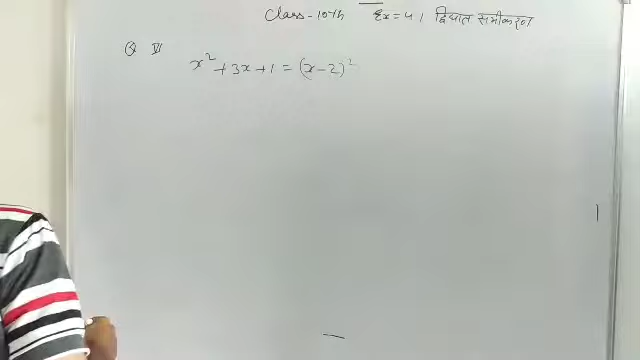 Class-10th Ex=4.1 द्विघात समीकरण
Q VI
x² + 3x + 1 = (x - 2)²